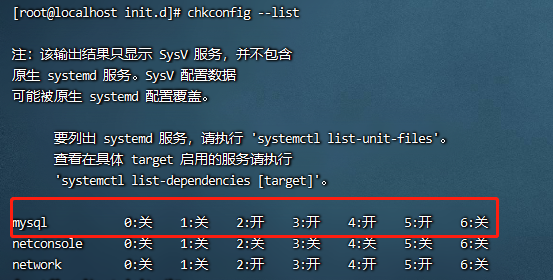 [root@localhost init.d]# chkconfig --list
注：该输出结果只显示 SysV 服务，并不包含
原生 systemd 服务。SysV 配置数据
可能被原生 systemd 配置覆盖。
要列出 systemd 服务，请执行 'systemctl list-unit-files'。
查看在具体 target 启用的服务请执行
'systemctl list-dependencies [target]'。
mysql 0:关 1:关 2:开 3:开 4:开 5:开 6:关
netconsole 0:关 1:关 2:关 3:关 4:关 5:关 6:关
network 0:关 1:关 2:开 3:开 4:开 5:开 6:关